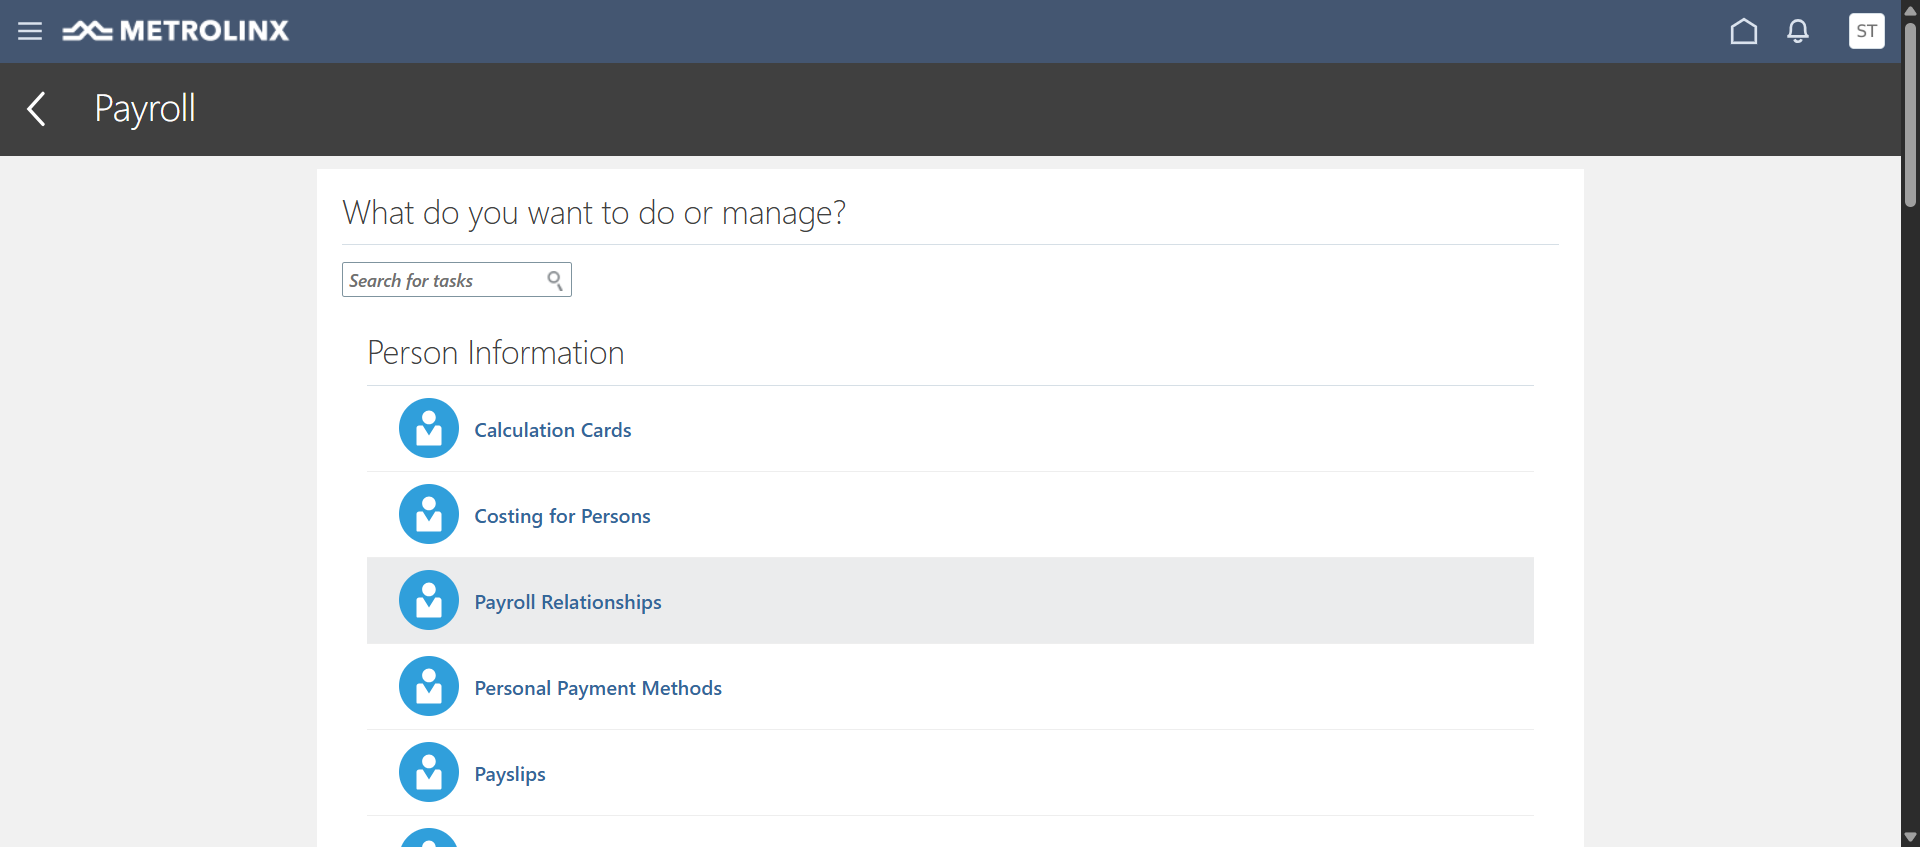 METROLINX
ST
Payroll
What do you want to do or manage?
Search for tasks
Person Information
Calculation Cards
Costing for Persons
Payroll Relationships
Personal Payment Methods
Payslips